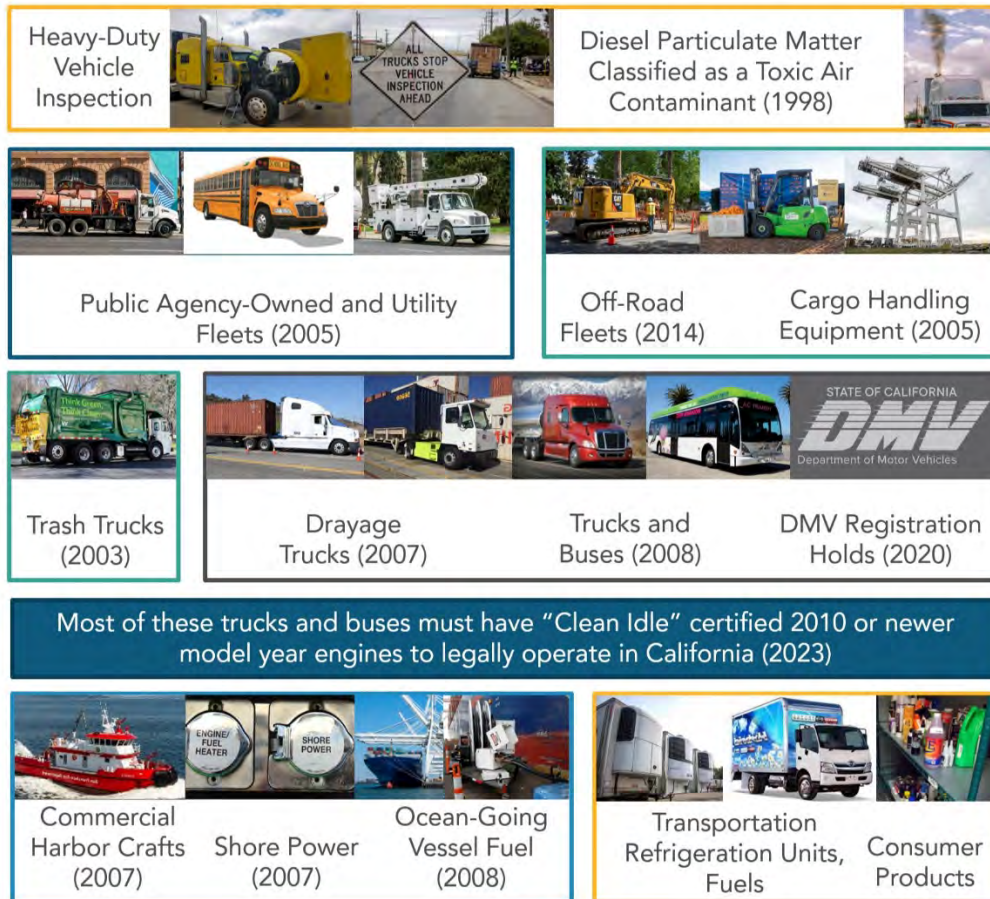 Heavy-Duty
Vehicle
Inspection
ALL
TRUCKS STOP
VEHICLE
INSPECTION
AHEAD
Diesel Particulate Matter
Classified as a Toxic Air
Contaminant (1998)
Public Agency-Owned and Utility
Fleets (2005)
CAT
Off-Road
Fleets (2014)
Cargo Handling
Equipment (2005)
Think Green.
Think Clean.
Trash Trucks
(2003)
Drayage
Trucks (2007)
Trucks and
Buses (2008)
STATE OF CALIFORNIA
DMV
Department of Motor Vehicles
DMV Registration
Holds (2020)
Most of these trucks and buses must have “Clean Idle” certified 2010 or newer
model year engines to legally operate in California (2023)
Commercial
Harbor Crafts
(2007)
ENGINE/
FUEL
HEATER
SHORE
POWER
Shore Power
(2007)
Ocean-Going
Vessel Fuel
(2008)
Transportation
Refrigeration Units,
Fuels
Consumer
Products